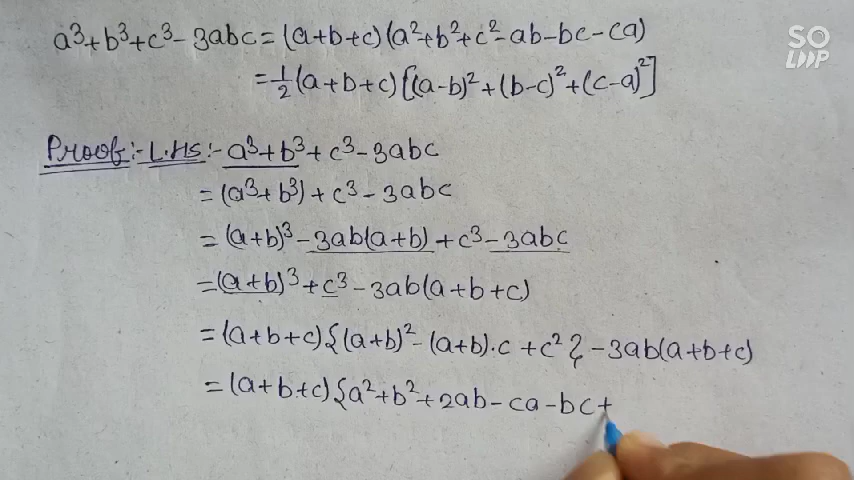 a³+b³+c³-3abc=(a+b+c)(a²+b²+c²-ab-bc-ca)
SO
LOOP
=½(a+b+c)[(a-b)²+(b-c)²+(c-a)²]
Proof:- L.HS:- a³+b³+c³-3abc
=(a³+b³)+c³-3abc
=(a+b)³-3ab(a+b)+c³-3abc
=(a+b)³+c³-3ab(a+b+c)
=(a+b+c){(a+b)²-(a+b).c+c²}-3ab(a+b+c)
=(a+b+c){a²+b²+2ab-ca-bc+